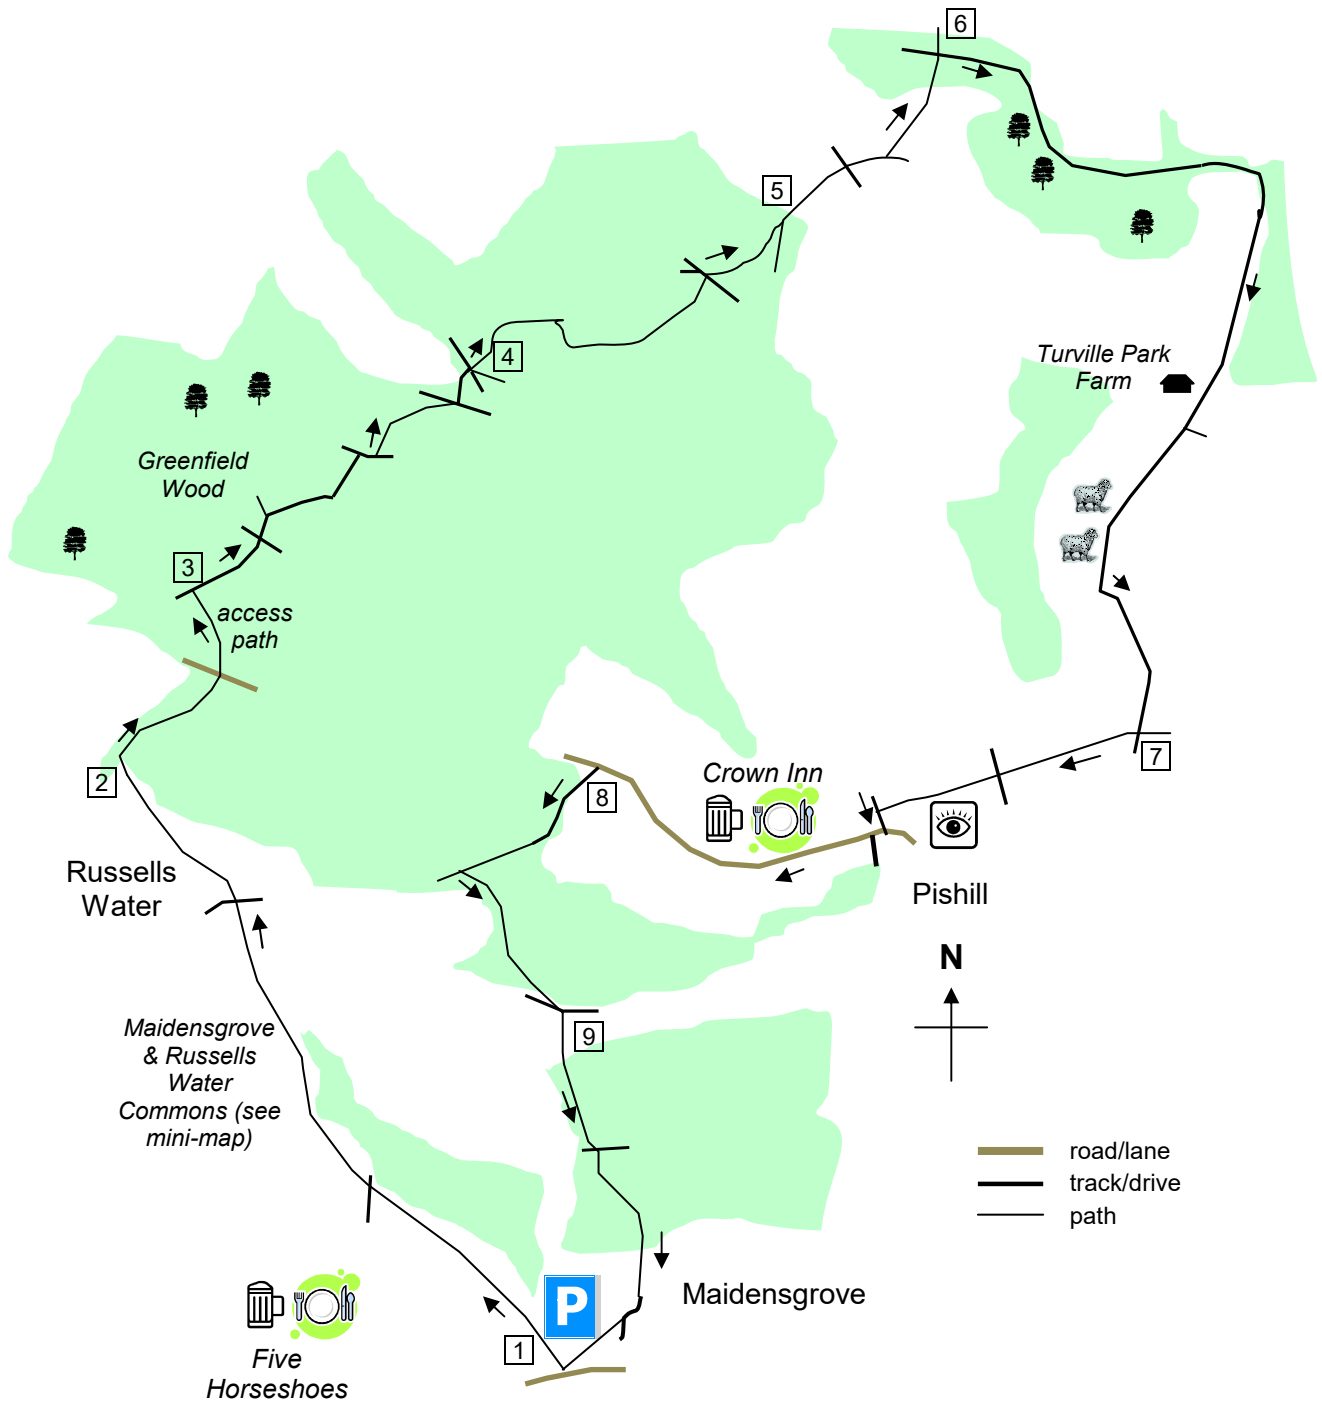 6
5
Turville Park
Farm
4
Greenfield
Wood
3
access
path
7
2
Crown Inn
8
Russells
Water
Pishill
N
Maidensgrove
& Russells
Water
Commons (see
mini-map)
9
road/lane
track/drive
path
P
Maidensgrove
1
Five
Horseshoes